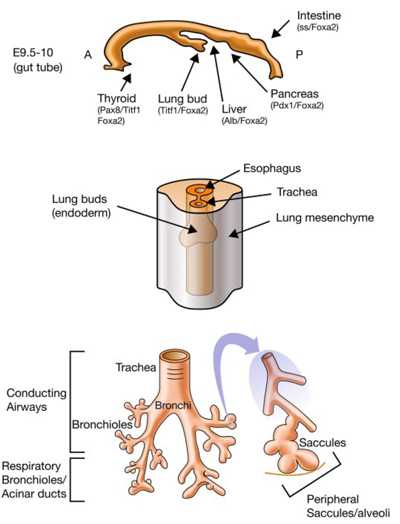 Intestine
(ss/Foxa2)
E9.5-10
(gut tube)
A
P
Thyroid
(Pax8/Titf1
Foxa2)
Lung bud
(Titf1/Foxa2)
Liver
(Alb/Foxa2)
Pancreas
(Pdx1/Foxa2)
Esophagus
Trachea
Lung buds
(endoderm)
Lung mesenchyme
Trachea
Conducting
Airways
Bronchi
Bronchioles
Saccules
Respiratory
Bronchioles/
Acinar ducts
Peripheral
Saccules/alveoli